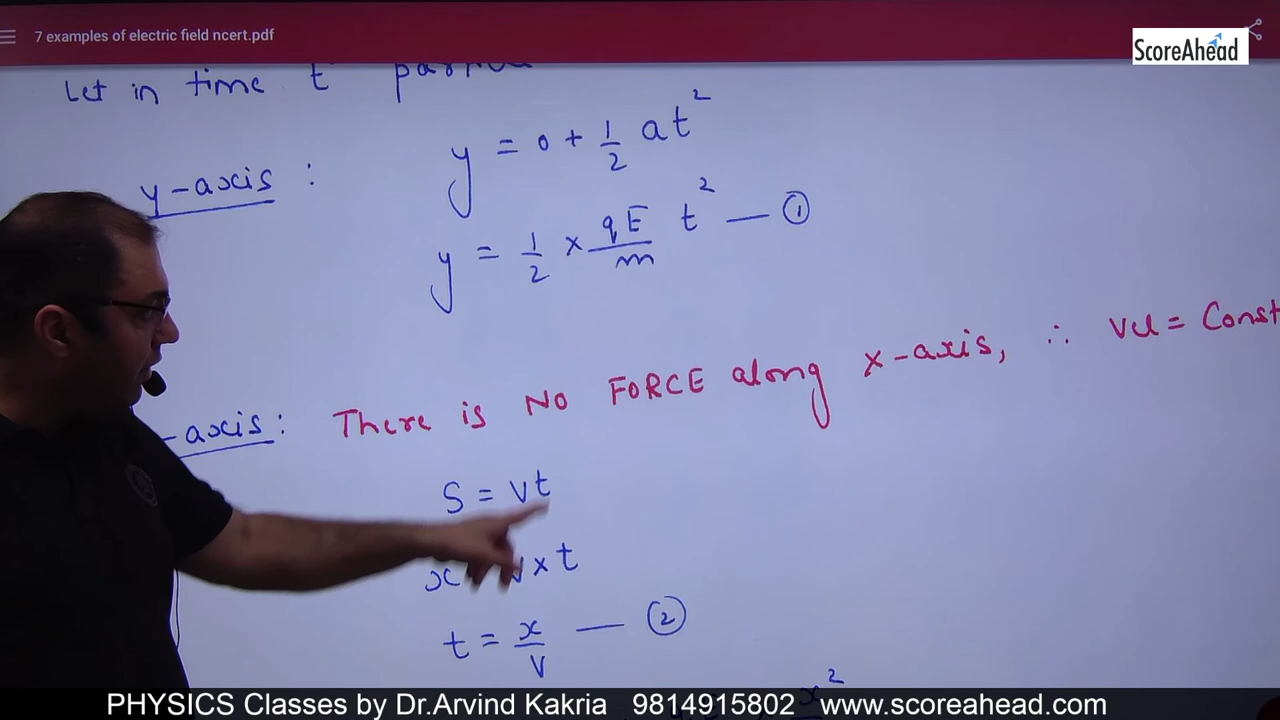 7 examples of electric field ncert.pdf
ScoreAhead
Let in time t
y-axis : y = 0 + 1/2 at²
y = 1/2 × qE/m t² — ①
-axis : There is NO FORCE along x-axis, ∴ Vel = Const
S = vt
x v × t
t = x/v — ②
x²
PHYSICS Classes by Dr.Arvind Kakria 9814915802 www.scoreahead.com